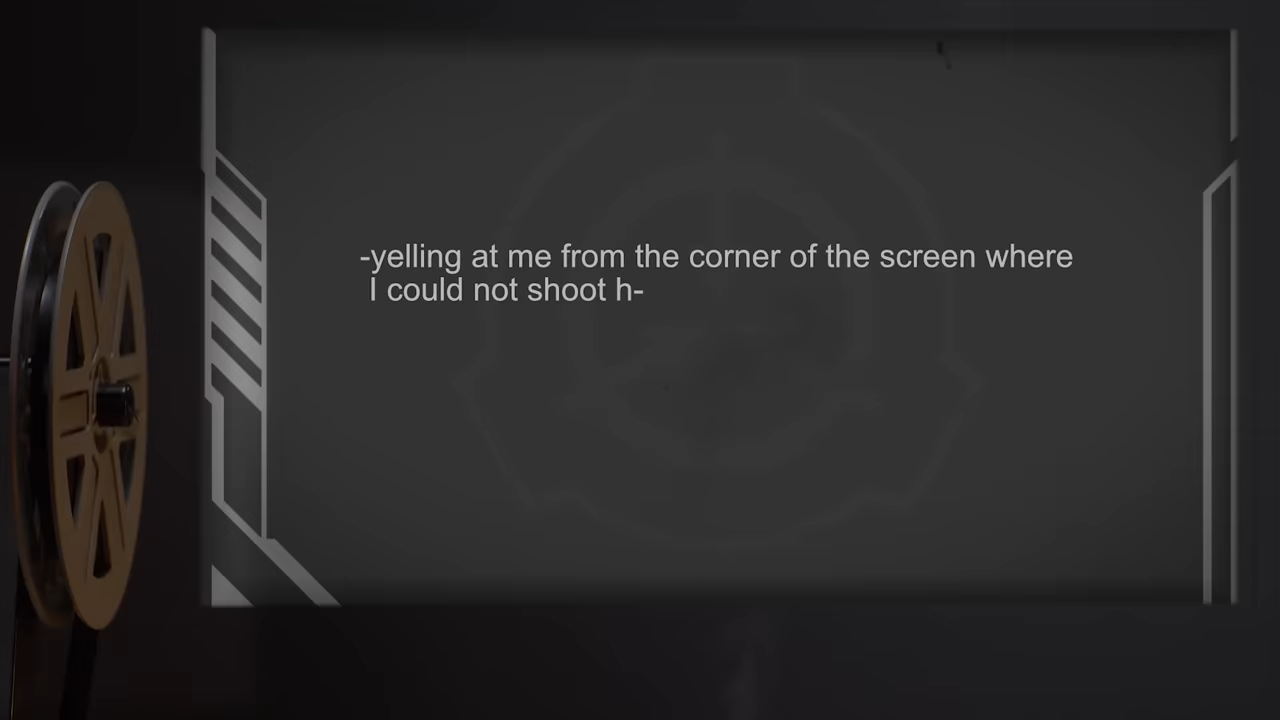 -yelling at me from the corner of the screen where
I could not shoot h-